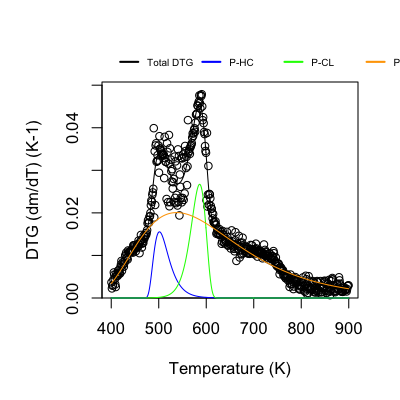 Total DTG P-HC P-CL P
DTG (dm/dT) (K-1)
0.04
0.02
0.00
400 500 600 700 800 900
Temperature (K)